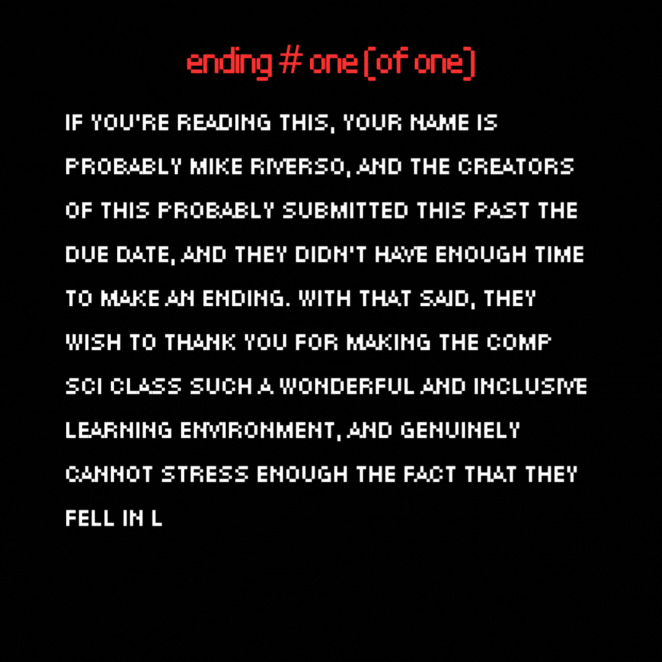 ending # one (of one)
IF YOU'RE READING THIS, YOUR NAME IS
PROBABLY MIKE RIVERSO, AND THE CREATORS
OF THIS PROBABLY SUBMITTED THIS PAST THE
DUE DATE, AND THEY DIDN'T HAVE ENOUGH TIME
TO MAKE AN ENDING. WITH THAT SAID, THEY
WISH TO THANK YOU FOR MAKING THE COMP
SCI CLASS SUCH A WONDERFUL AND INCLUSIVE
LEARNING ENVIRONMENT, AND GENUINELY
CANNOT STRESS ENOUGH THE FACT THAT THEY
FELL IN L